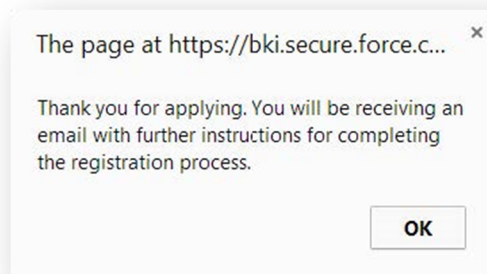 The page at https://bki.secure.force.c...
×
Thank you for applying. You will be receiving an
email with further instructions for completing
the registration process.
OK